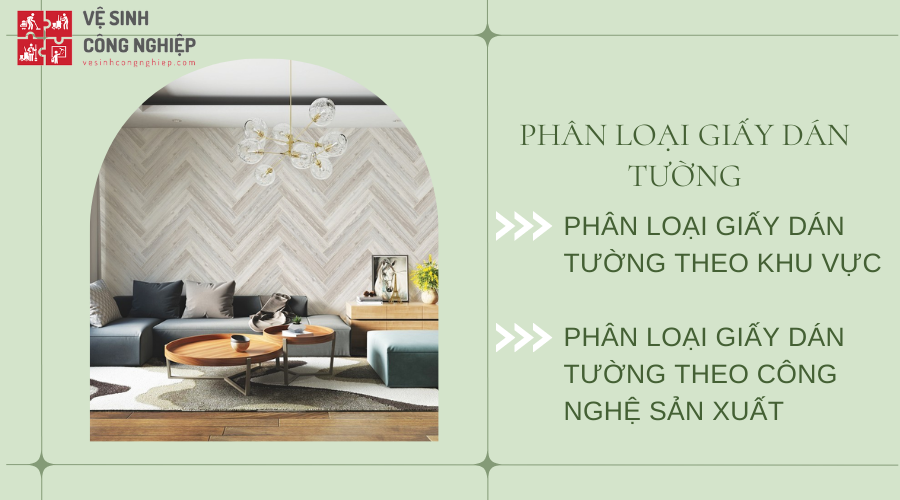 VỆ SINH
CÔNG NGHIỆP
vesinhcongnghiep.com
PHÂN LOẠI GIẤY DÁN
TƯỜNG
PHÂN LOẠI GIẤY DÁN
TƯỜNG THEO KHU VỰC
PHÂN LOẠI GIẤY DÁN
TƯỜNG THEO CÔNG
NGHỆ SẢN XUẤT